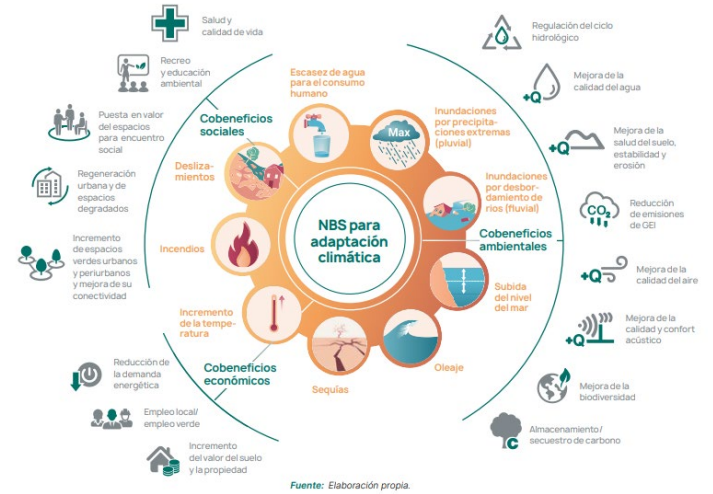 Salud y
calidad de vida
Recreo
y educación
ambiental
Puesta en valor
del espacios
para encuentro
social
Regeneración
urbana y de
espacios
degradados
Incremento
de espacios
verdes urbanos
y periurbanos
y mejora de su
conectividad
Cobeneficios
sociales
Reducción de
la demanda
energética
Empleo local/
empleo verde
Incremento
del valor del suelo
y la propiedad
Cobeneficios
económicos
NBS para
adaptación
climática
Escasez de agua
para el consumo
humano
Max
Inundaciones
por precipita-
ciones extremas
(pluvial)
Inundaciones
por desbor-
damiento de
rios (fluvial)
Subida
del nivel
del mar
Oleaje
Sequías
Incremento
de la tempe-
ratura
Incendios
Desliza-
mientos
Cobeneficios
ambientales
Regulación del ciclo
hidrológico
+Q
Mejora de la
calidad del agua
+Q
Mejora de la
salud del suelo,
estabilidad y
erosión
CO₂
Reducción
de emisiones
de GEI
+Q
Mejora de la
calidad del aire
+Q
Mejora de la
calidad y confort
acústico
Mejora de la
biodiversidad
C
Almacenamiento/
secuestro de carbono
Fuente: Elaboración propia.